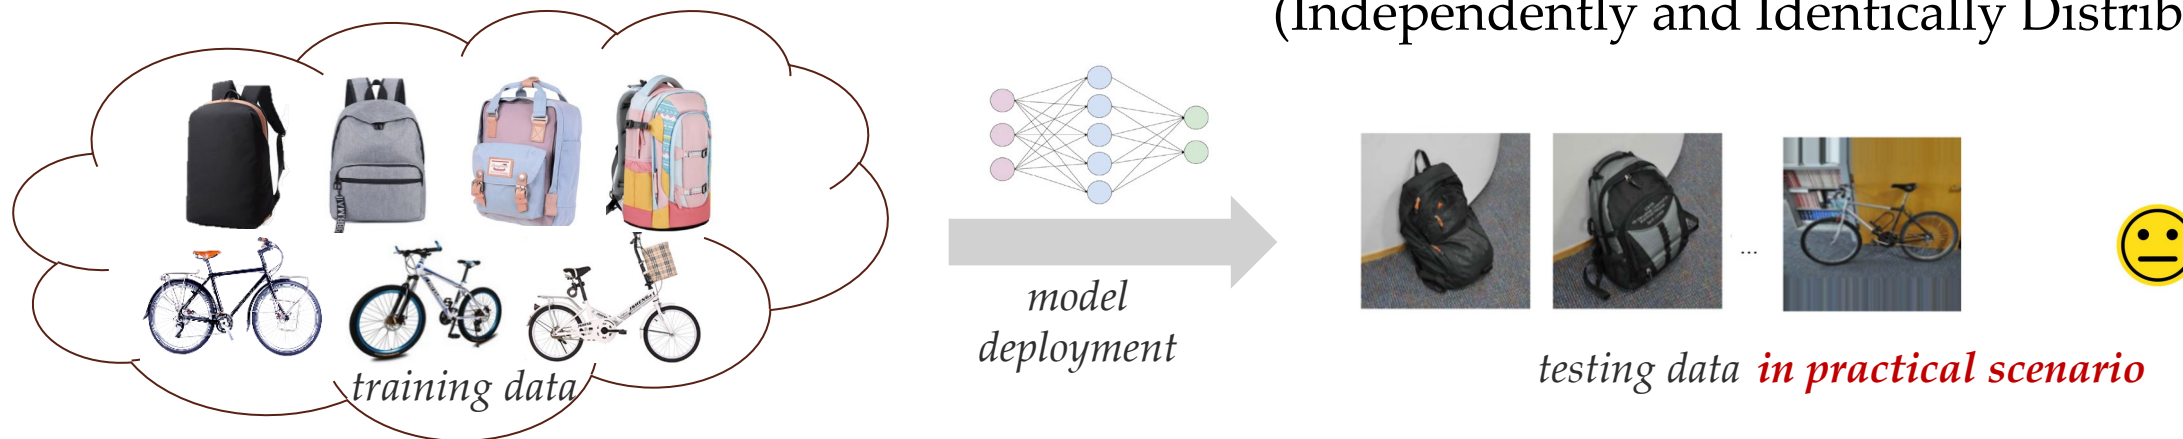 (Independently and Identically Distrib
model
deployment
...
training data
testing data in practical scenario